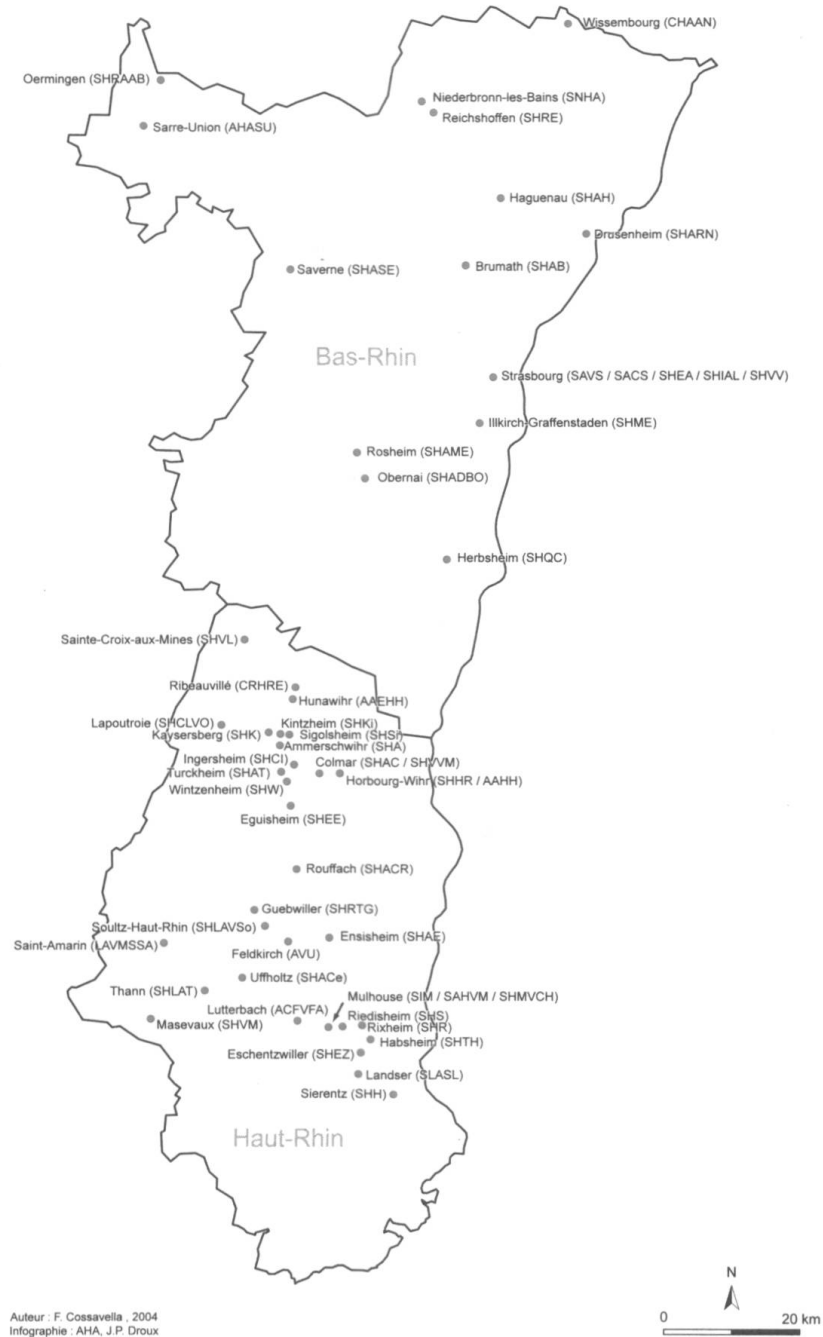 Wissembourg (CHAAN)
Oermingen (SHRAAB)
Niederbronn-les-Bains (SNHA)
Reichshoffen (SHRE)
Sarre-Union (AHASU)
Haguenau (SHAH)
Drusenheim (SHARN)
Brumath (SHAB)
Saverne (SHASE)
Bas-Rhin
Strasbourg (SAVS / SACS / SHEA / SHIAL / SHVV)
Illkirch-Graffenstaden (SHME)
Rosheim (SHAME)
Obernai (SHADBO)
Herbsheim (SHQC)
Sainte-Croix-aux-Mines (SHVL)
Ribeauvillé (CRHRE)
Hunawihr (AAEHH)
Lapoutroie (SHCLVO)
Kintzheim (SHKi)
Kaysersberg (SHK)
Sigolsheim (SHSi)
Ammerschwihr (SHA)
Ingersheim (SHCI)
Colmar (SHAC / SHVVM)
Turckheim (SHAT)
Horbourg-Wihr (SHHR / AAHH)
Wintzenheim (SHW)
Eguisheim (SHEE)
Rouffach (SHACR)
Guebwiller (SHRTG)
Soultz-Haut-Rhin (SHLAVSo)
Ensisheim (SHAE)
Saint-Amarin (LAVMSSA)
Feldkirch (AVU)
Uffholtz (SHACe)
Thann (SHLAT)
Mulhouse (SIM / SAHVM / SHMVCH)
Lutterbach (ACFVFA)
Riedisheim (SHS)
Masevaux (SHVM)
Rixheim (SHR)
Habsheim (SHTH)
Eschentzwiller (SHEZ)
Landser (SLASL)
Sierentz (SHH)
Haut-Rhin
N
Auteur : F. Cossavella , 2004
Infographie : AHA, J.P. Droux
0 20 km